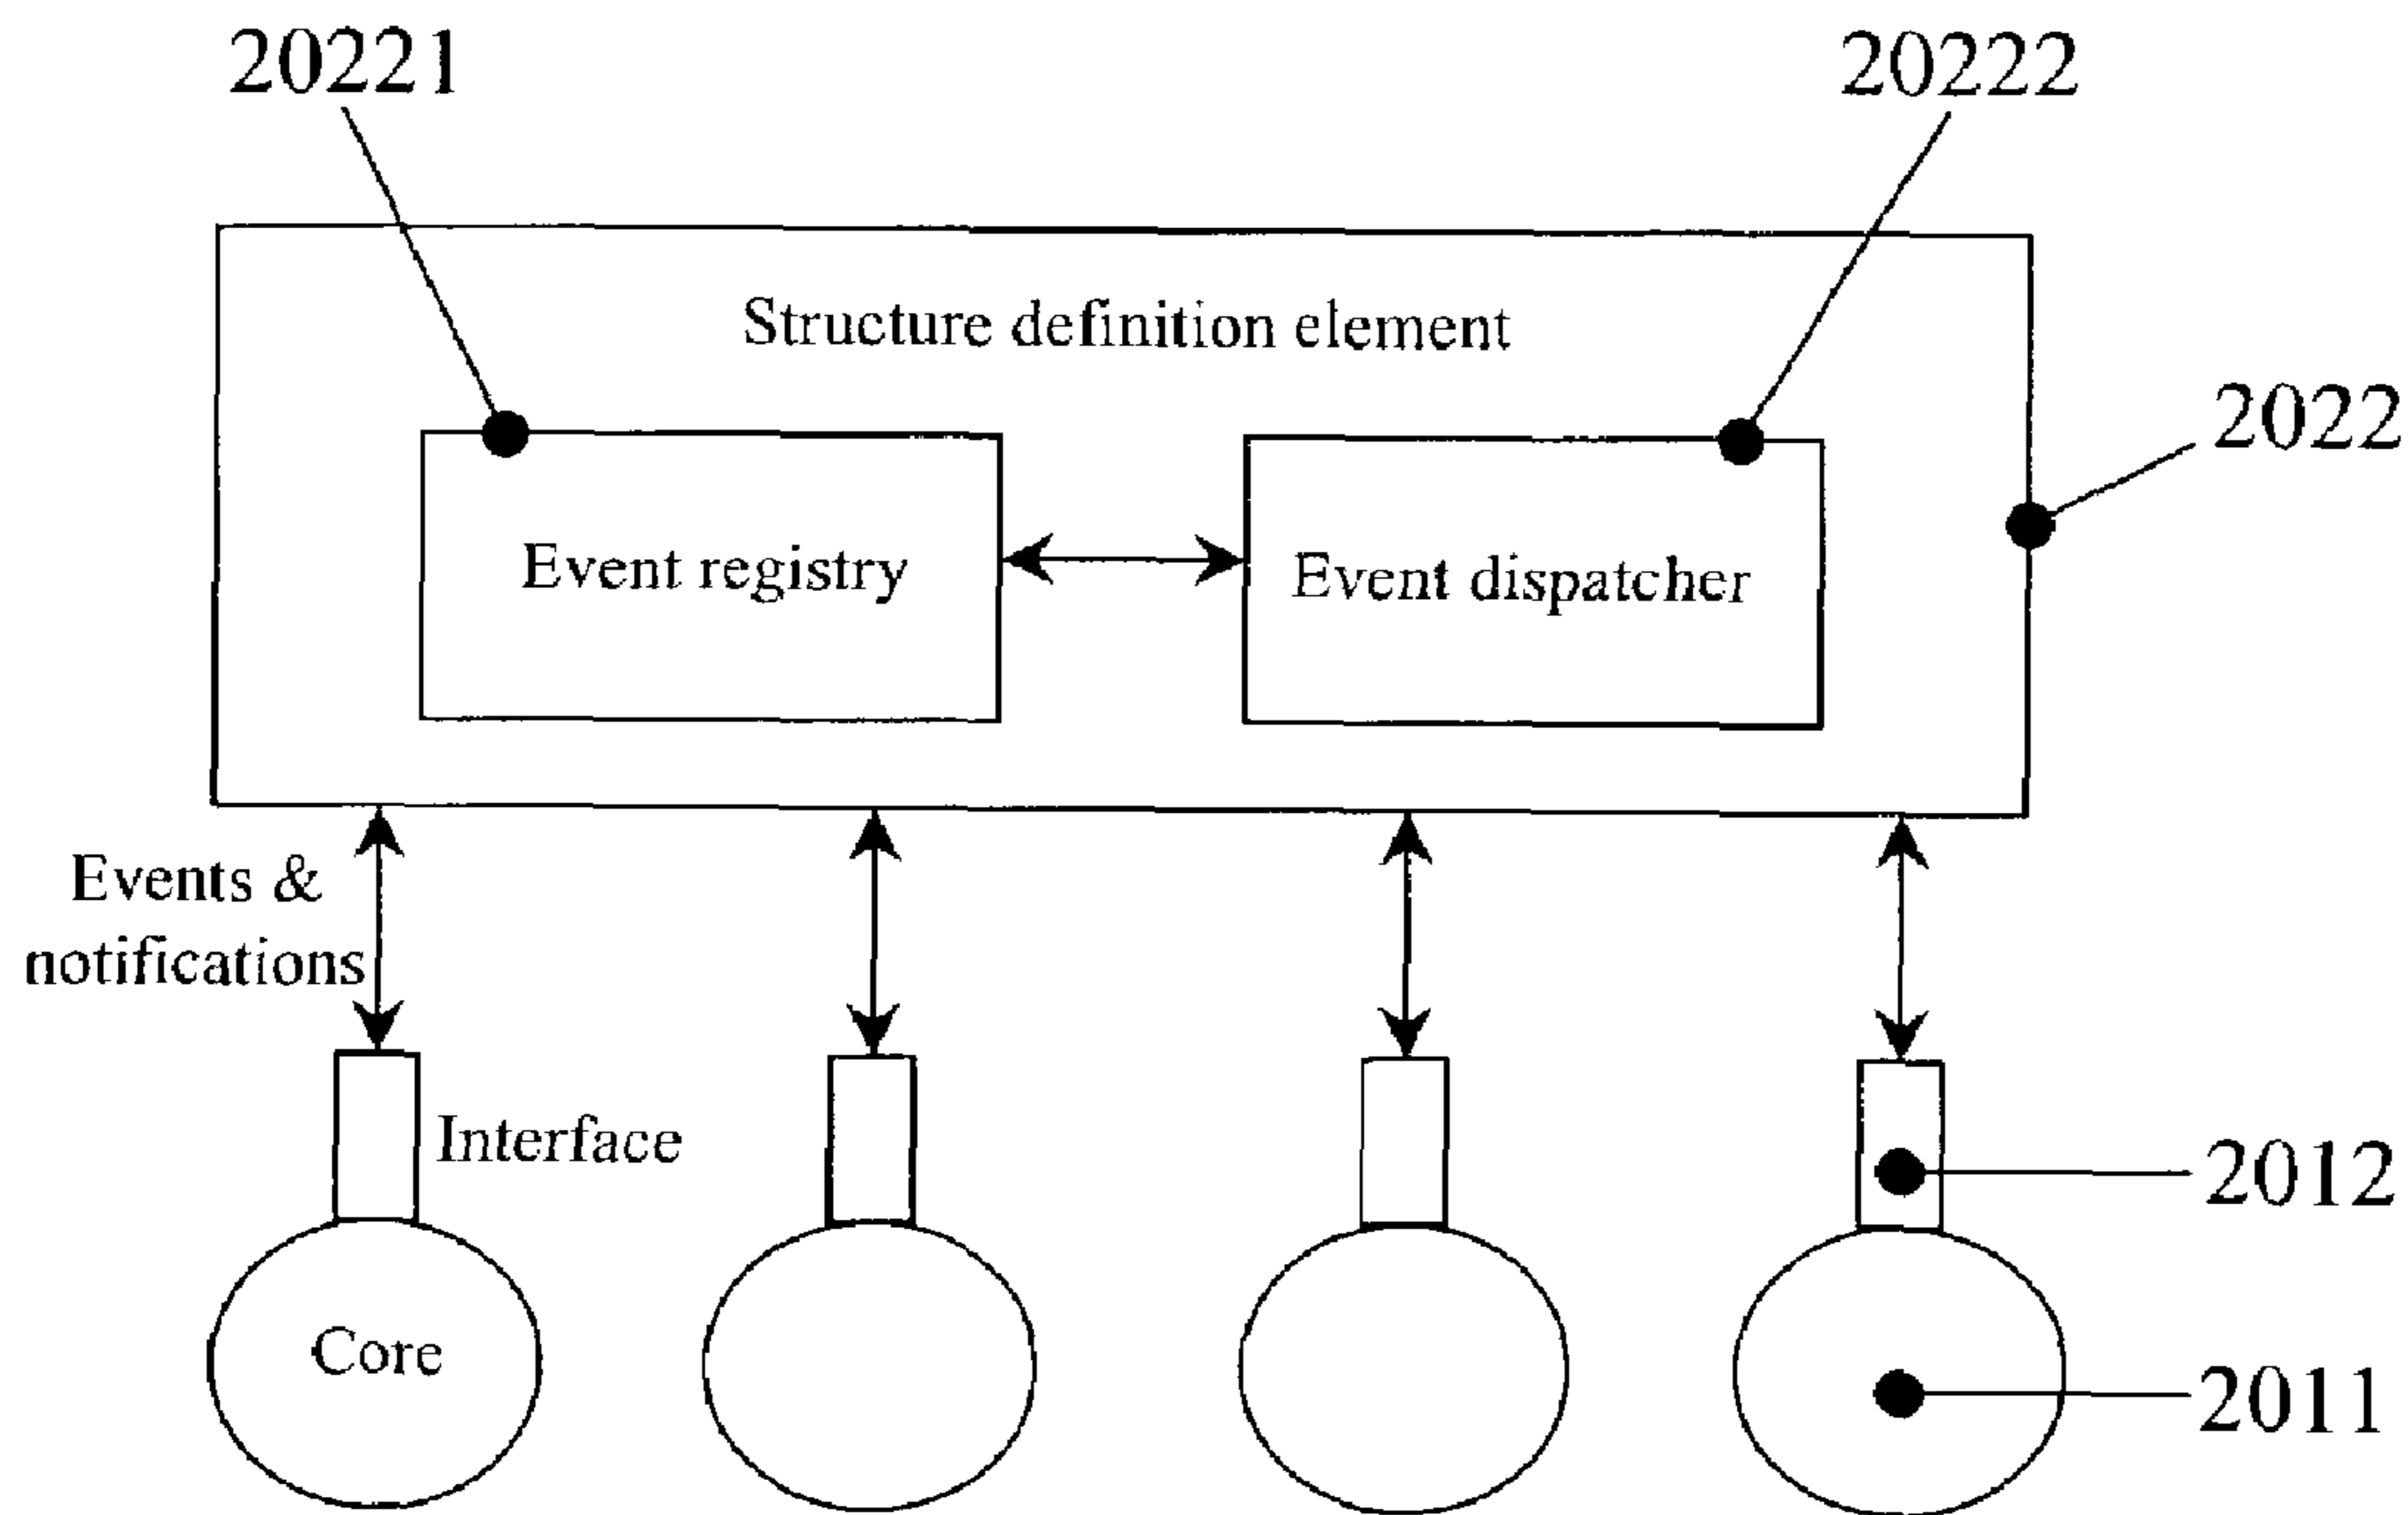 20221
20222
Structure definition element
2022
Event registry
Event dispatcher
Events &
notifications
Interface
2012
Core
2011